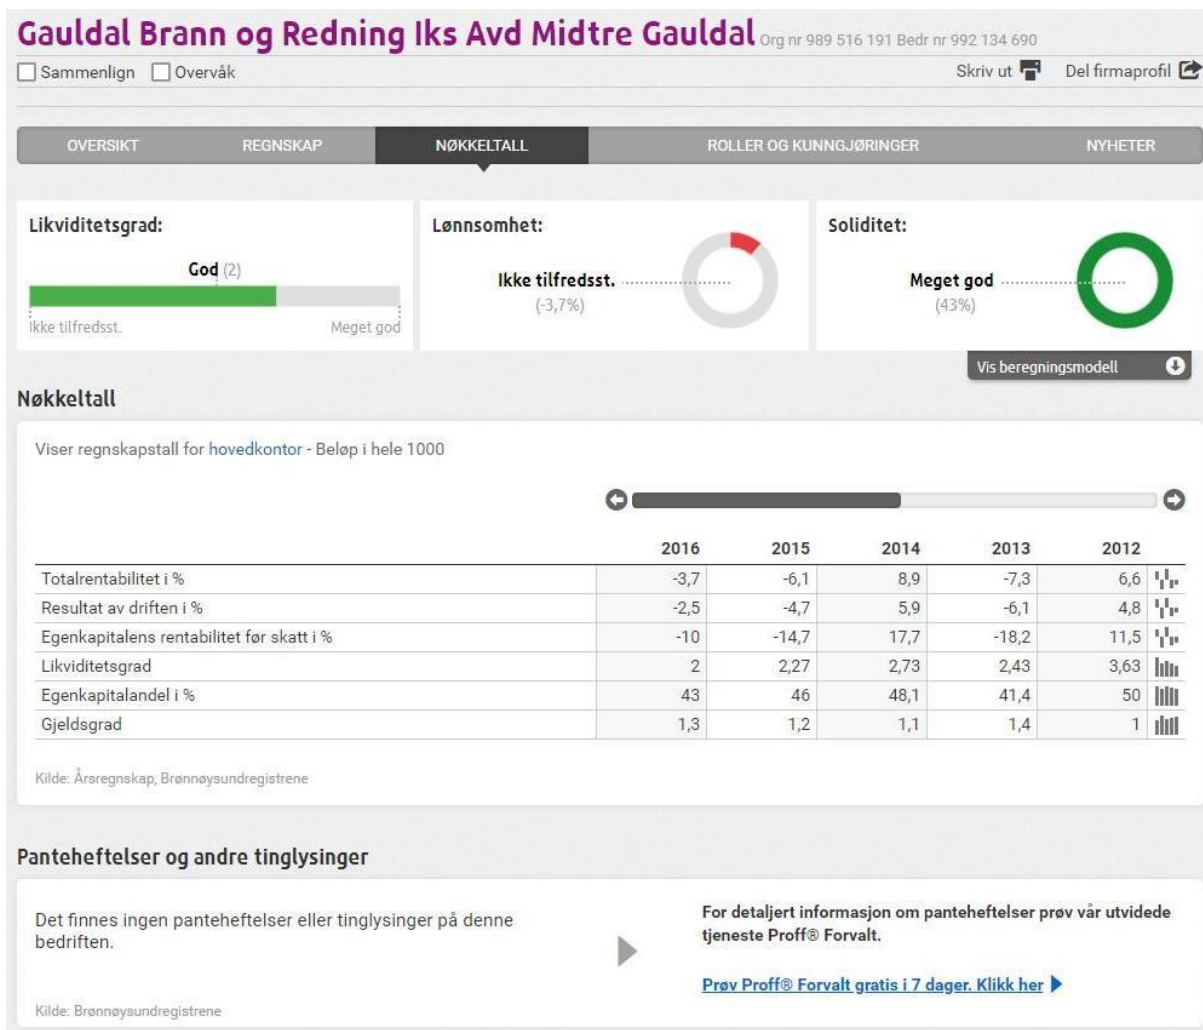 Gauldal Brann og Redning Iks Avd Midtre Gauldal Org nr 989 516 191 Bedr nr 992 134 690
Sammenlign Overvåk Skriv ut Del firmaprofil
OVERSIKT REGNSKAP NØKKELTALL ROLLER OG KUNNGJØRINGER NYHETER
Likviditetsgrad:
God (2)
Ikke tilfredsst. Meget god
Lønnsomhet:
Ikke tilfredsst.
(-3,7%)
Soliditet:
Meget god
(43%)
Vis beregningsmodell
Nøkkeltall
Viser regnskapstall for hovedkontor - Beløp i hele 1000
2016 2015 2014 2013 2012
Totalrentabilitet i % -3,7 -6,1 8,9 -7,3 6,6
Resultat av driften i % -2,5 -4,7 5,9 -6,1 4,8
Egenkapitalens rentabilitet før skatt i % -10 -14,7 17,7 -18,2 11,5
Likviditetsgrad 2 2,27 2,73 2,43 3,63
Egenkapitalandel i % 43 46 48,1 41,4 50
Gjeldsgrad 1,3 1,2 1,1 1,4 1
Kilde: Årsregnskap, Brønnøysundregistrene
Panteheftelser og andre tinglysinger
Det finnes ingen panteheftelser eller tinglysinger på denne
bedriften.
Kilde: Brønnøysundregistrene
For detaljert informasjon om panteheftelser prøv vår utvidede
tjeneste Proff® Forvalt.
Prøv Proff® Forvalt gratis i 7 dager. Klikk her